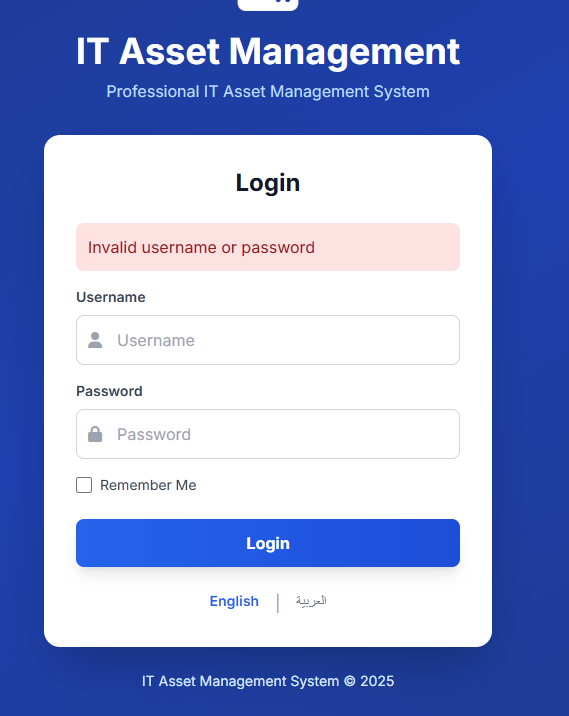 IT Asset Management
Professional IT Asset Management System
Login
Invalid username or password
Username
Username
Password
Password
Remember Me
Login
English | العربية
IT Asset Management System © 2025